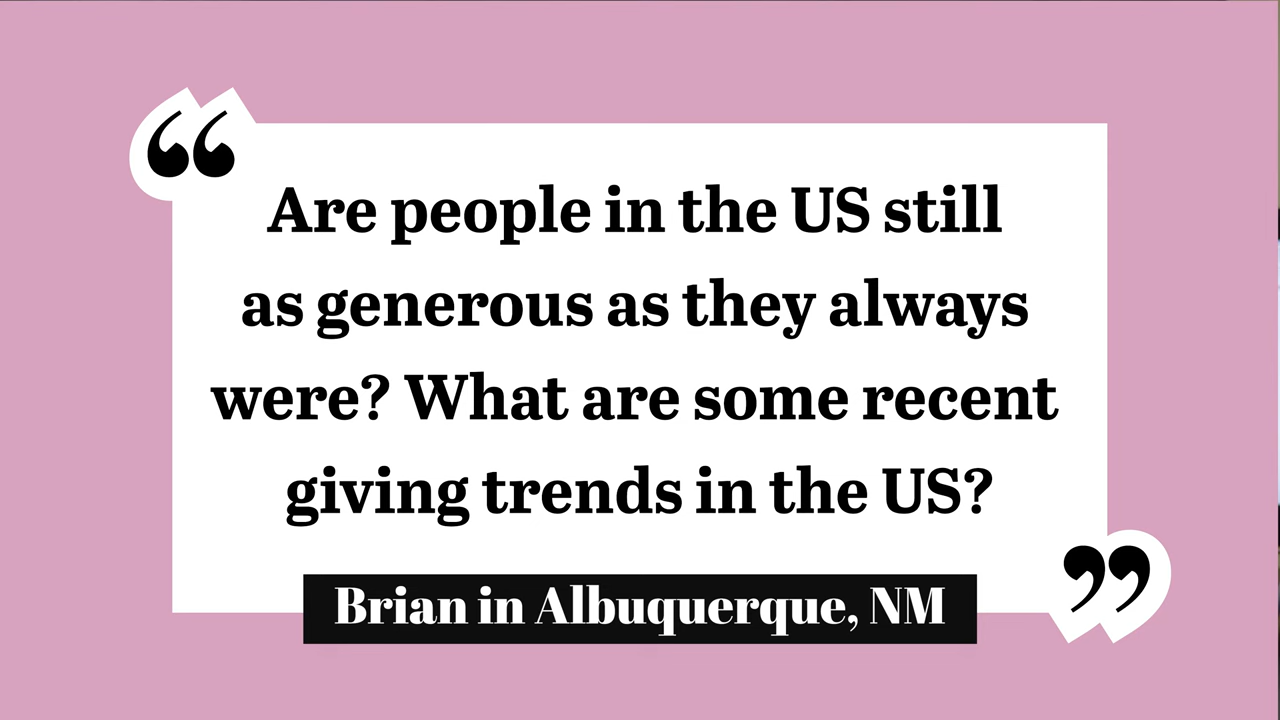 “
Are people in the US still
as generous as they always
were? What are some recent
giving trends in the US?
”
Brian in Albuquerque, NM